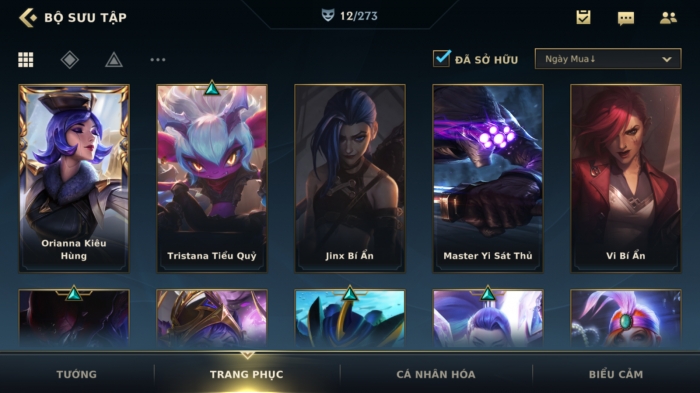 BỘ SƯU TẬP
12/273
ĐÃ SỞ HỮU
Ngày Mua↓
Orianna Kiêu
Hùng
Tristana Tiểu Quỷ
Jinx Bí Ẩn
Master Yi Sát Thủ
Vi Bí Ẩn
TƯỚNG
TRANG PHỤC
CÁ NHÂN HÓA
BIỂU CẢM